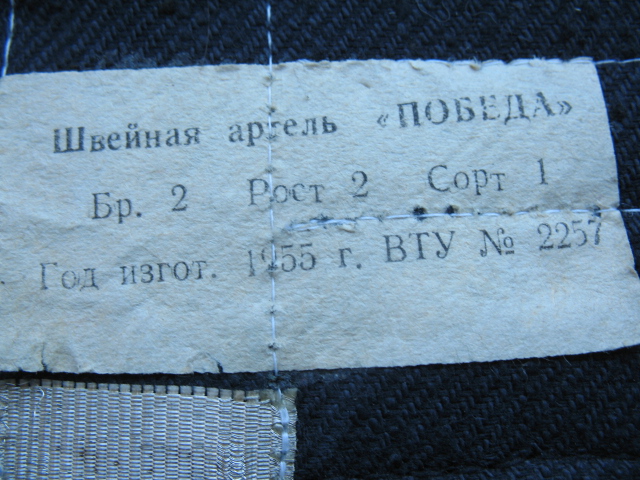 Швейная артель «ПОБЕДА»
Бр. 2 Рост 2 Сорт 1
Год изгот. 1955 г. ВТУ № 2257